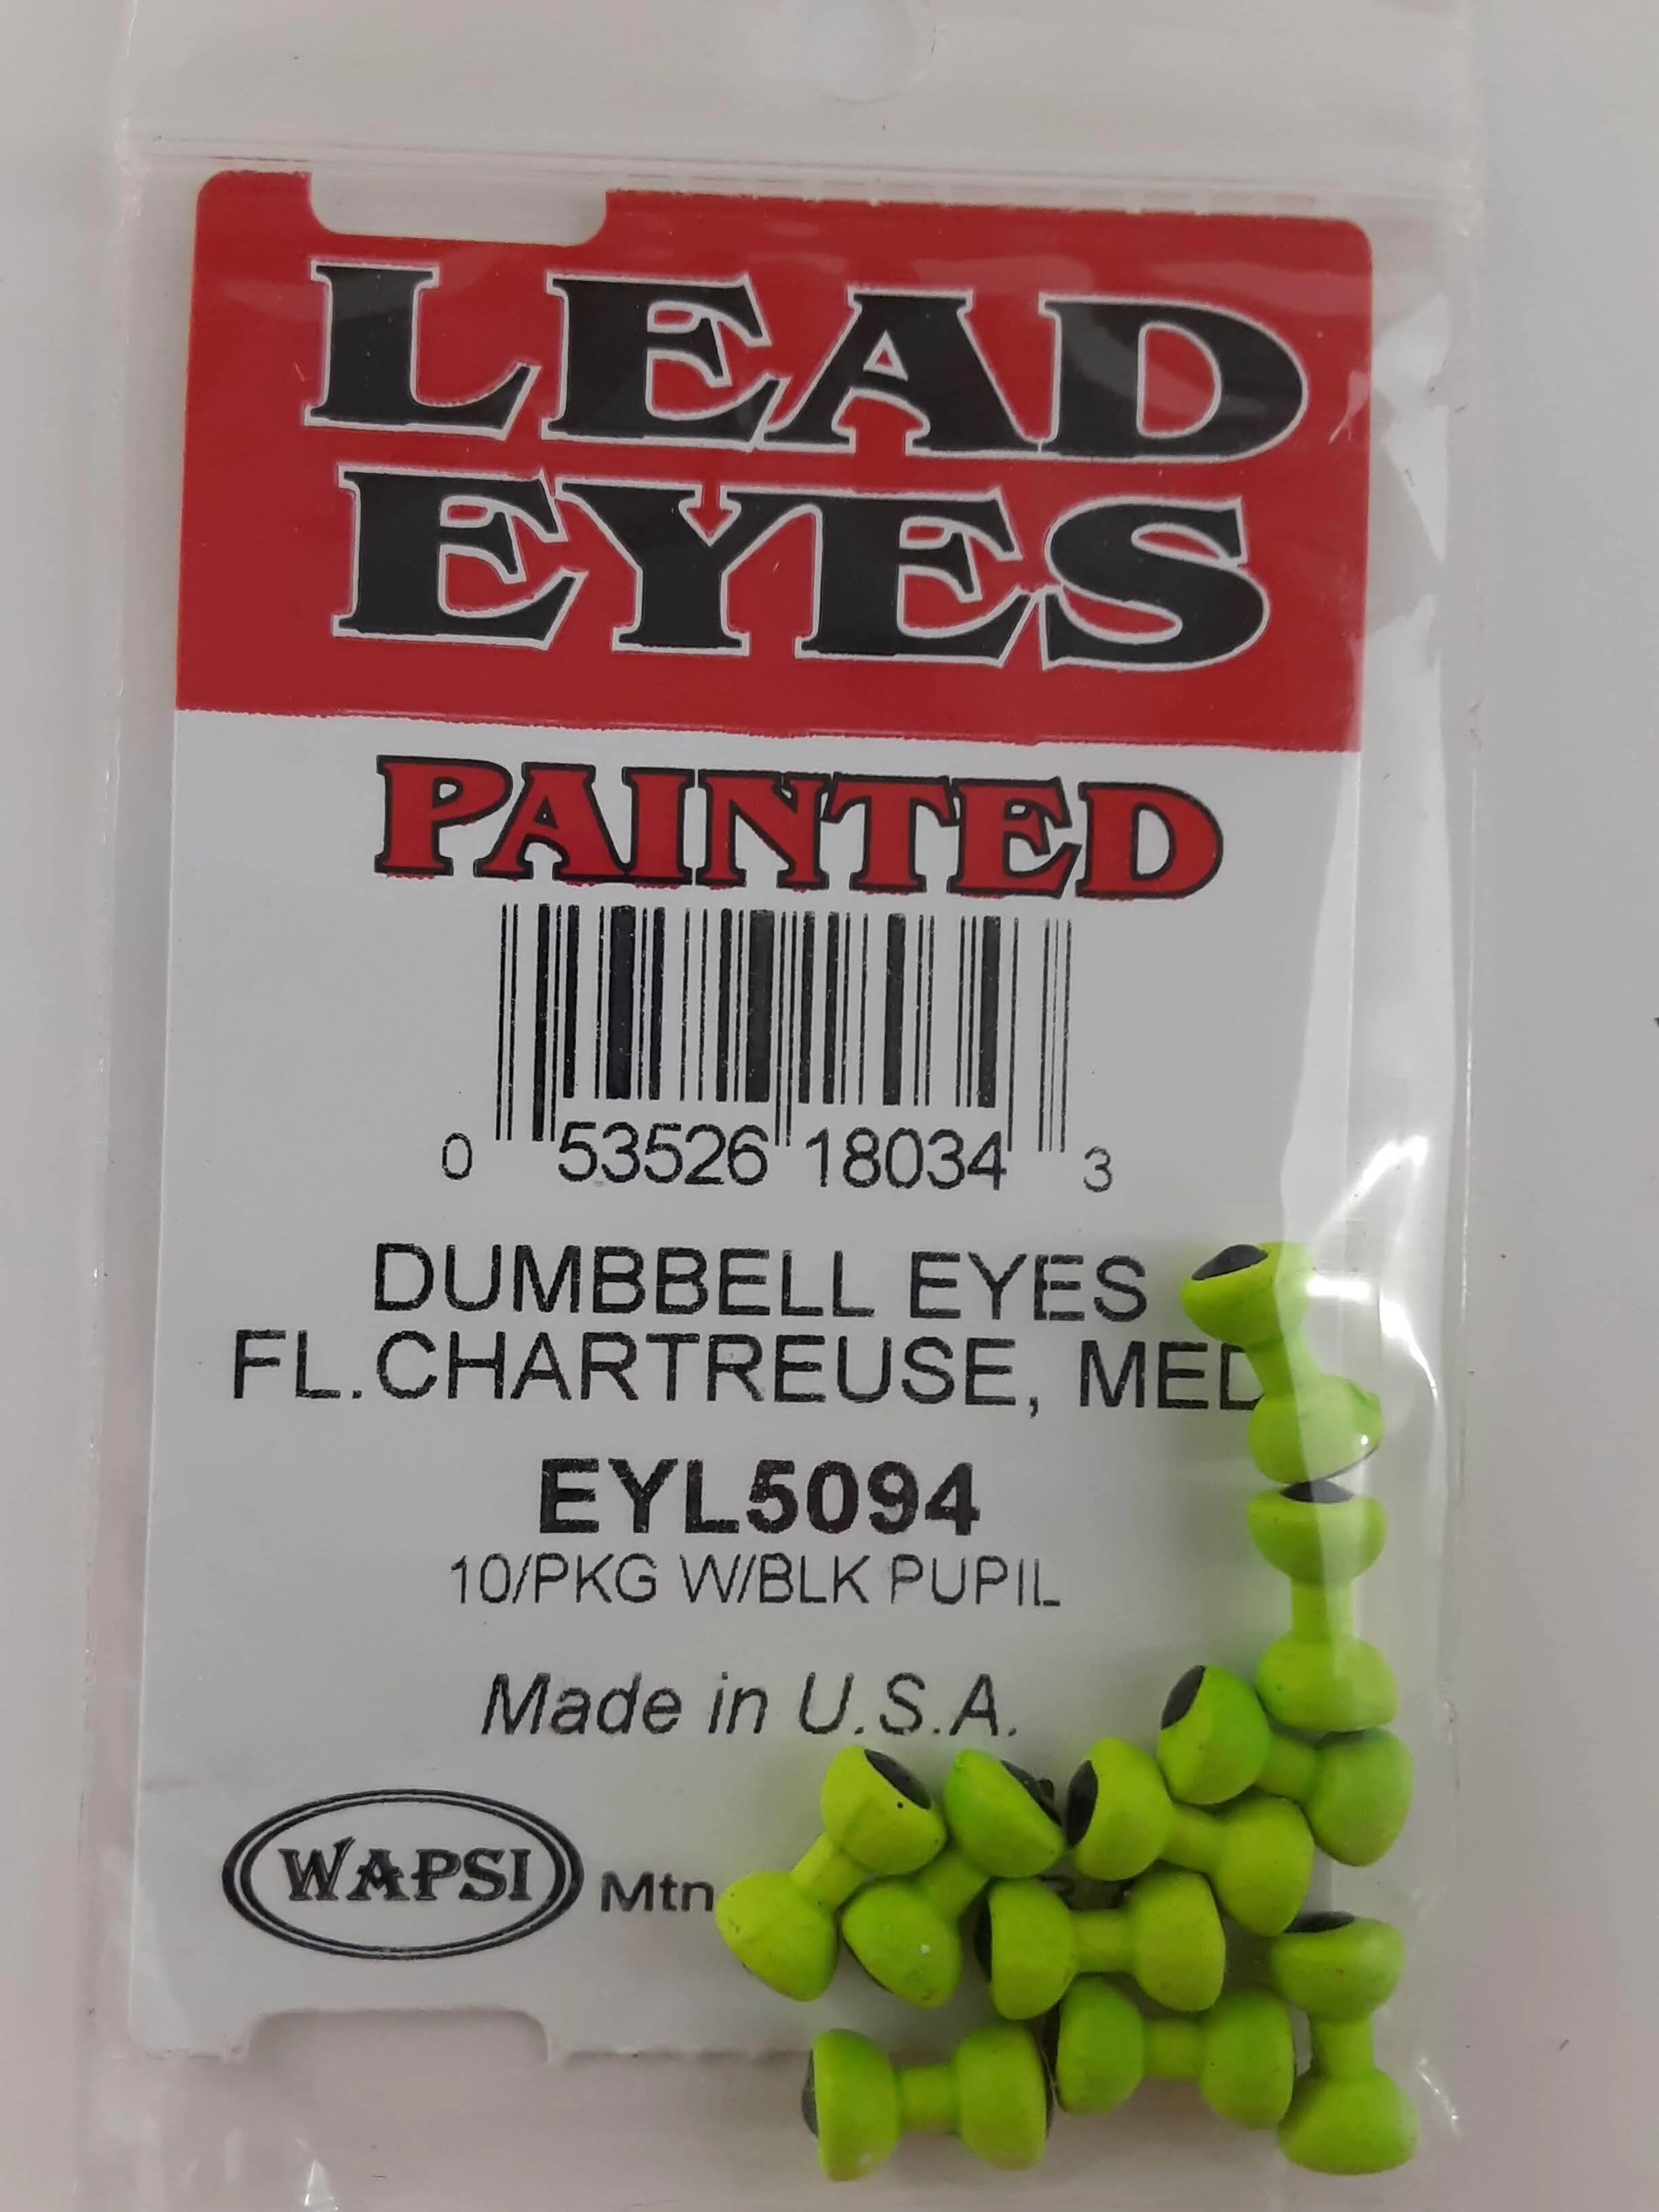 LEAD
EYES
PAINTED
0 53526 18034 3
DUMBBELL EYES
FL.CHARTREUSE, MED
EYL5094
10/PKG W/BLK PUPIL
Made in U.S.A.
WAPSI Mtn